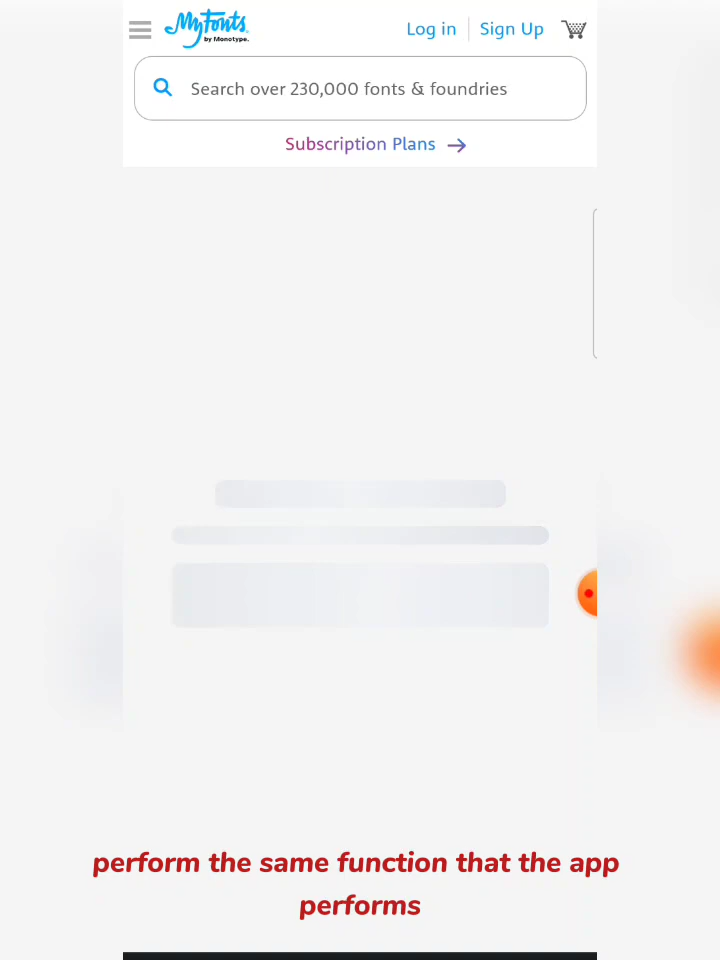 MyFonts
by Monotype.
Log in
Sign Up
Search over 230,000 fonts & foundries
Subscription Plans
perform the same function that the app
performs